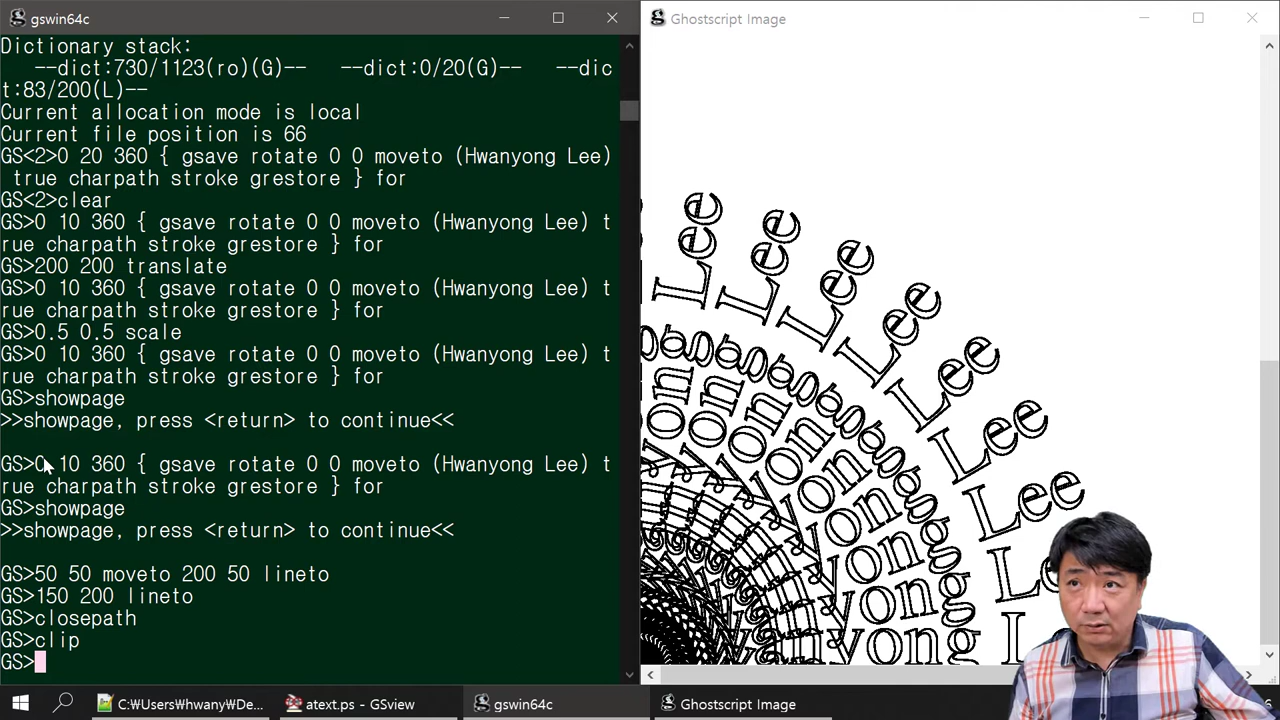 gswin64c
Dictionary stack:
--dict:730/1123(ro)(G)-- --dict:0/20(G)-- --dic
t:83/200(L)--
Current allocation mode is local
Current file position is 66
GS<2>0 20 360 { gsave rotate 0 0 moveto (Hwanyong Lee)
true charpath stroke grestore } for
GS<2>clear
GS>0 10 360 { gsave rotate 0 0 moveto (Hwanyong Lee) t
rue charpath stroke grestore } for
GS>200 200 translate
GS>0 10 360 { gsave rotate 0 0 moveto (Hwanyong Lee) t
rue charpath stroke grestore } for
GS>0.5 0.5 scale
GS>0 10 360 { gsave rotate 0 0 moveto (Hwanyong Lee) t
rue charpath stroke grestore } for
GS>showpage
>>showpage, press <return> to continue<<
GS>0 10 360 { gsave rotate 0 0 moveto (Hwanyong Lee) t
rue charpath stroke grestore } for
GS>showpage
>>showpage, press <return> to continue<<
GS>50 50 moveto 200 50 lineto
GS>150 200 lineto
GS>closepath
GS>clip
GS>
Ghostscript Image
Lee
Lee
Lee
Lee
Lee
Lee
Lee
C:₩Users₩hwany₩De...
atext.ps - GSview
gswin64c
Ghostscript Image